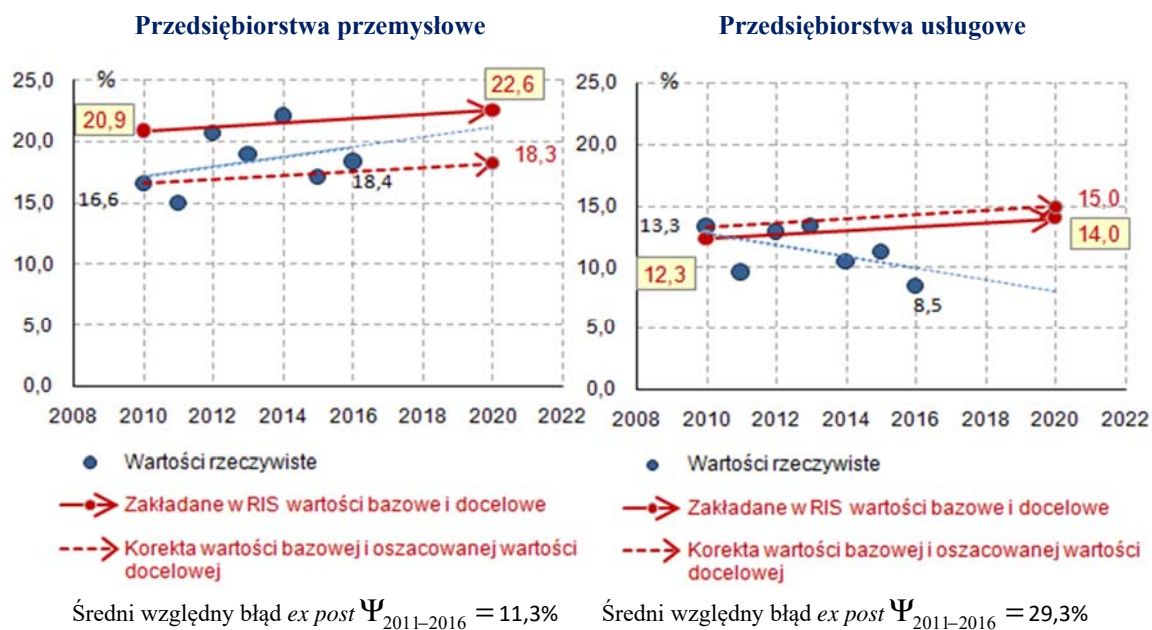 Przedsiębiorstwa przemysłowe
25,0 %
20,0
15,0
10,0
5,0
0,0
20,9
22,6
16,6
18,4
18,3
2008 2010 2012 2014 2016 2018 2020 2022
Wartości rzeczywiste
Zakładane w RIS wartości bazowe i docelowe
Korekta wartości bazowej i oszacowanej wartości
docelowej
Średni względny błąd ex post Ψ2011–2016 = 11,3%
Przedsiębiorstwa usługowe
25,0 %
20,0
15,0
10,0
5,0
0,0
13,3
12,3
15,0
14,0
8,5
2008 2010 2012 2014 2016 2018 2020 2022
Wartości rzeczywiste
Zakładane w RIS wartości bazowe i docelowe
Korekta wartości bazowej i oszacowanej wartości
docelowej
Średni względny błąd ex post Ψ2011–2016 = 29,3%